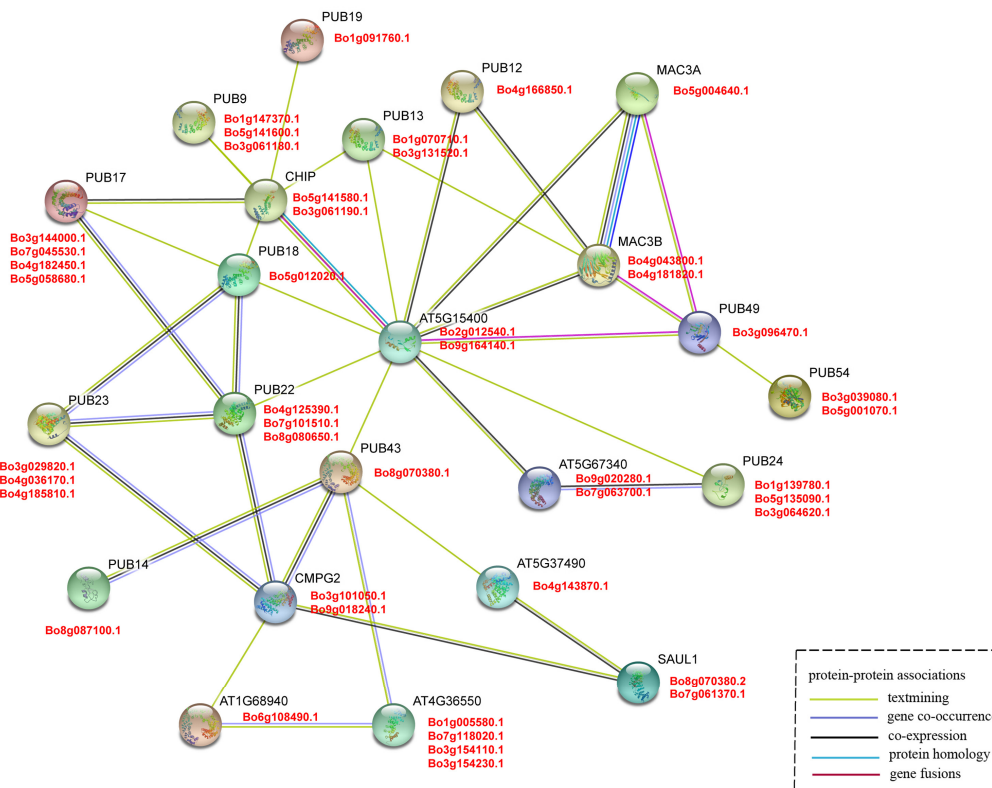 PUB19
Bo1g091760.1
PUB12
Bo4g166850.1
MAC3A
Bo5g004640.1
PUB9
Bo1g147370.1
Bo5g141600.1
Bo3g061180.1
PUB13
Bo1g070710.1
Bo3g131520.1
PUB17
Bo3g144000.1
Bo7g045530.1
Bo4g182450.1
Bo5g058680.1
CHIP
Bo5g141580.1
Bo3g061190.1
PUB18
Bo5g012020.1
MAC3B
Bo4g043800.1
Bo4g181820.1
AT5G15400
Bo2g012540.1
Bo9g164140.1
PUB49
Bo3g096470.1
PUB54
Bo3g039080.1
Bo5g001070.1
PUB23
Bo3g029820.1
Bo4g036170.1
Bo4g185810.1
PUB22
Bo4g125390.1
Bo7g101510.1
Bo8g080650.1
PUB43
Bo8g070380.1
AT5G67340
Bo9g020280.1
Bo7g063700.1
PUB24
Bo1g139780.1
Bo5g135090.1
Bo3g064620.1
PUB14
Bo8g087100.1
CMPG2
Bo3g101050.1
Bo9g018240.1
AT5G37490
Bo4g143870.1
SAUL1
Bo8g070380.2
Bo7g061370.1
AT1G68940
Bo6g108490.1
AT4G36550
Bo1g005580.1
Bo7g118020.1
Bo3g154110.1
Bo3g154230.1
protein-protein associations
textmining
gene co-occurrenc
co-expression
protein homology
gene fusions